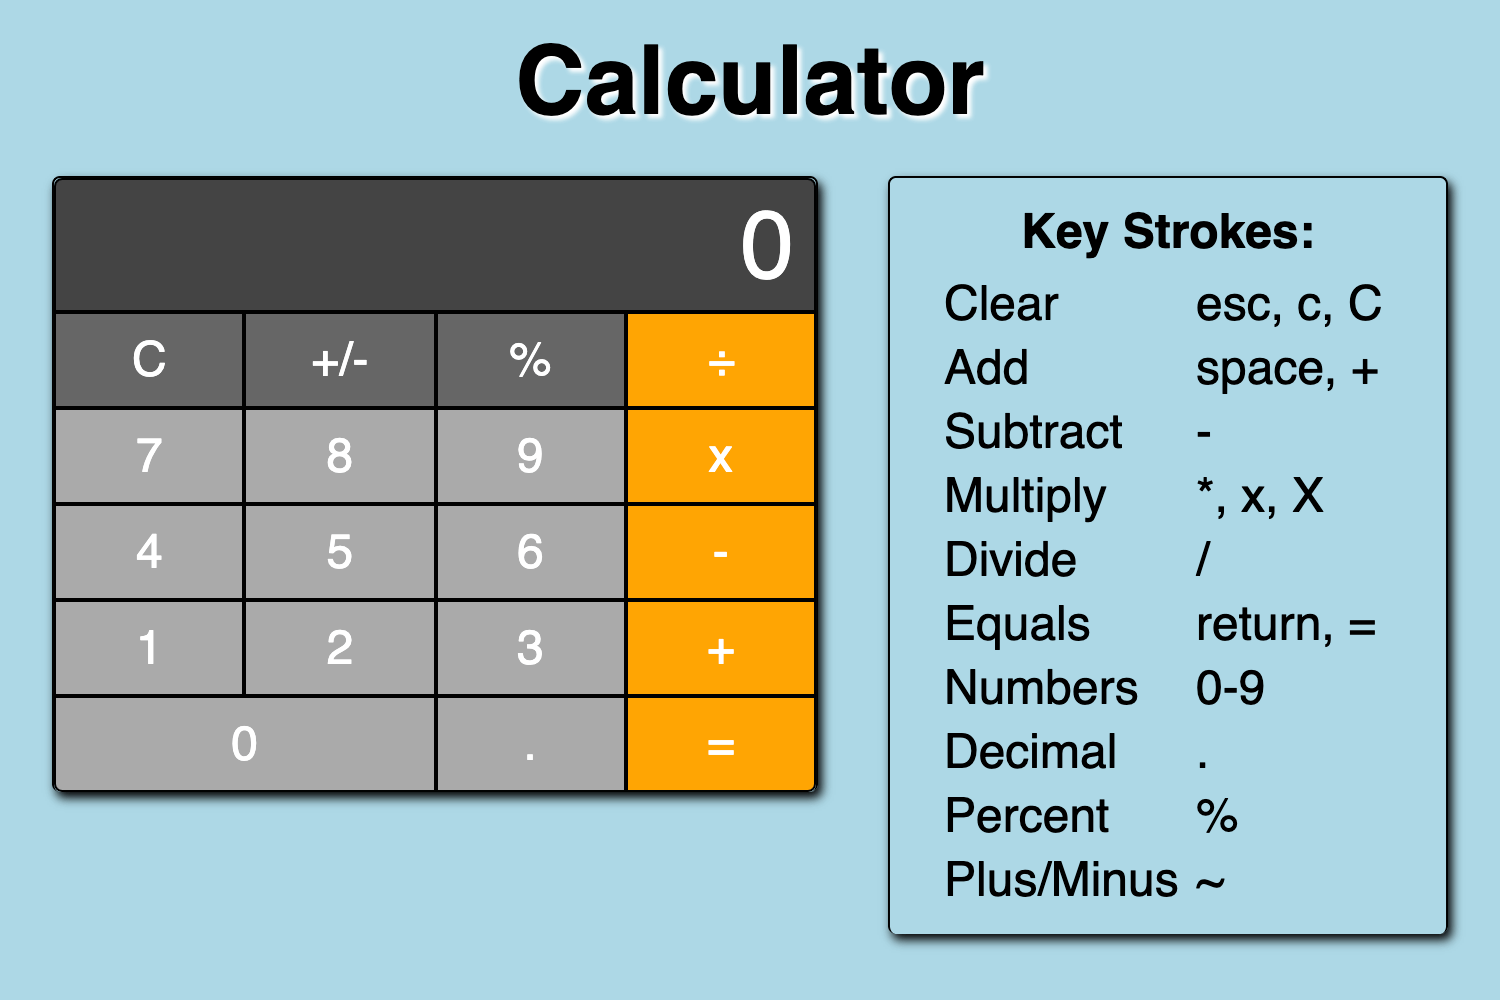 Calculator
0
C +/- % ÷
7 8 9 x
4 5 6 -
1 2 3 +
0 . =
Key Strokes:
Clear esc, c, C
Add space, +
Subtract -
Multiply *, x, X
Divide /
Equals return, =
Numbers 0-9
Decimal .
Percent %
Plus/Minus ~